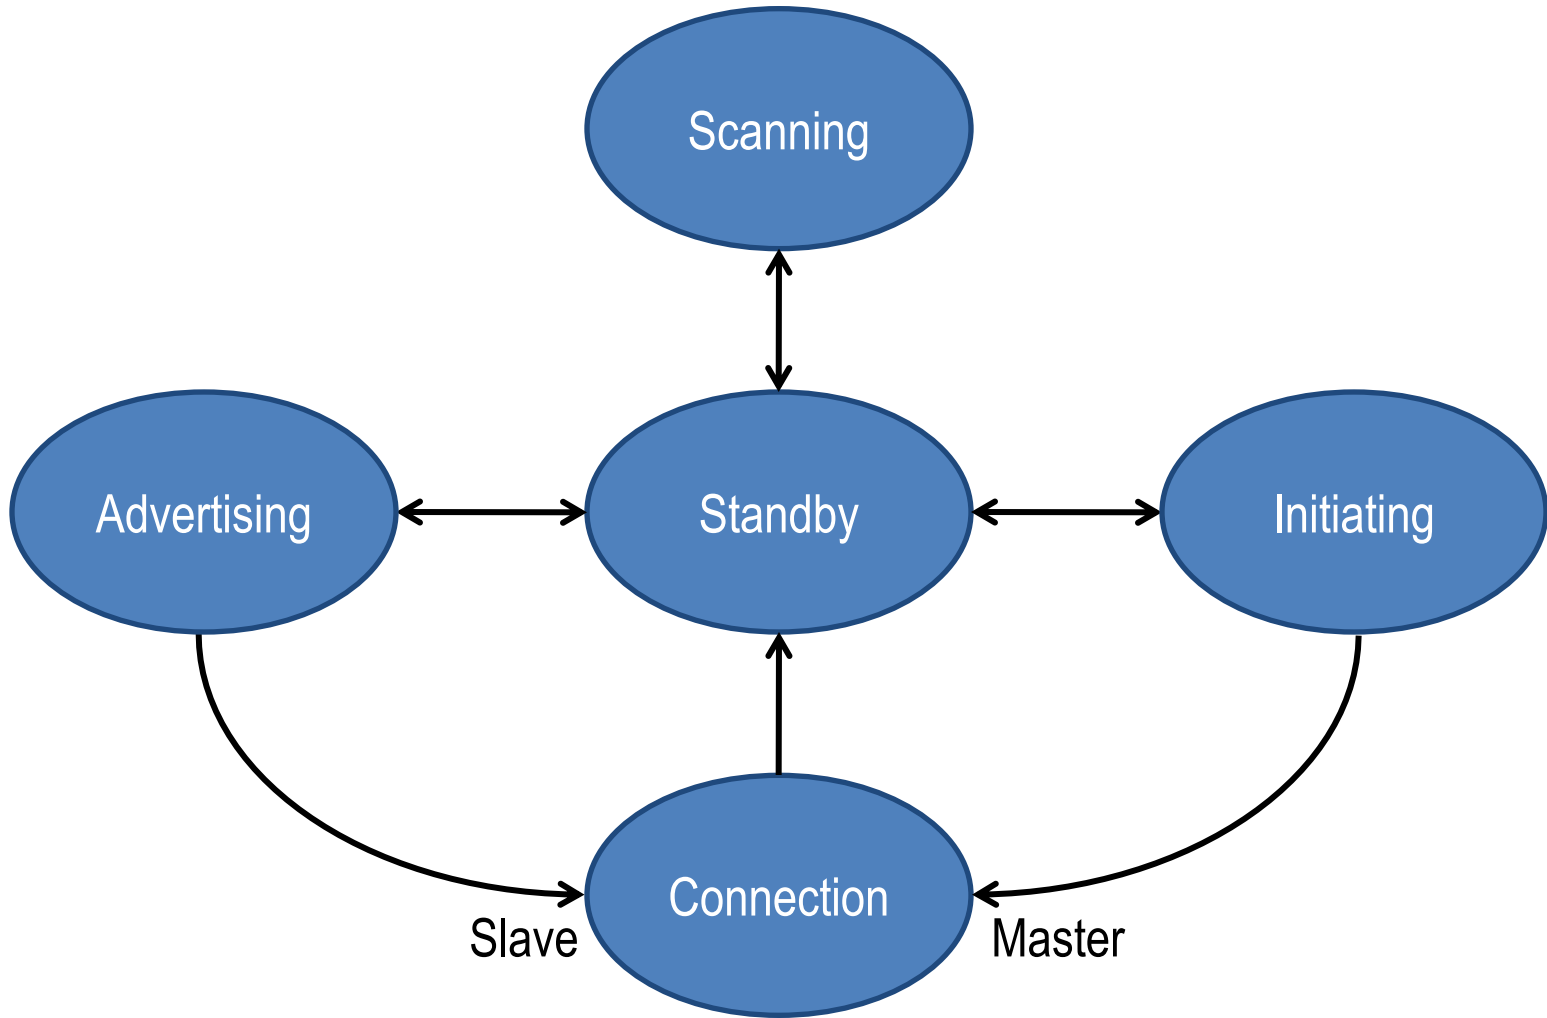 Scanning
Advertising
Standby
Initiating
Connection
Slave
Master